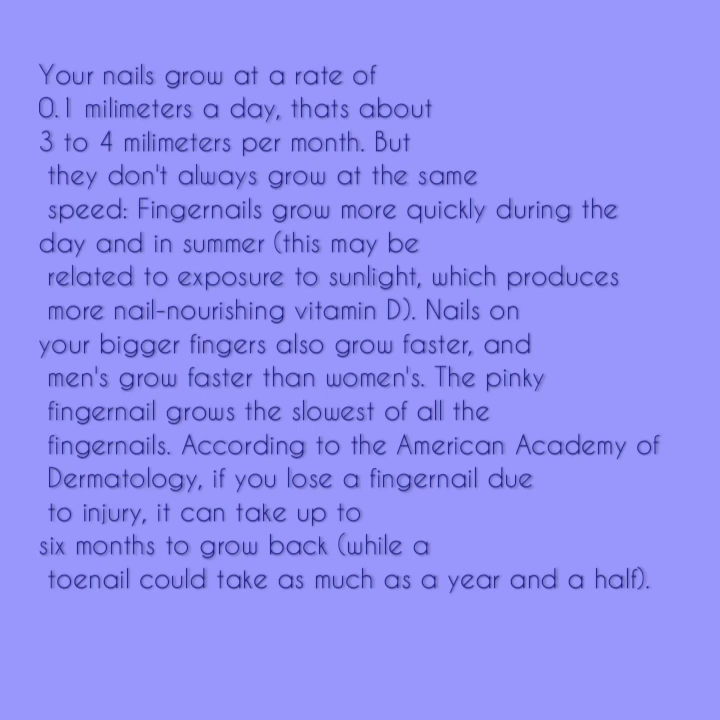 Your nails grow at a rate of
0.1 milimeters a day, thats about
3 to 4 milimeters per month. But
they don't always grow at the same
speed: Fingernails grow more quickly during the
day and in summer (this may be
related to exposure to sunlight, which produces
more nail-nourishing vitamin D). Nails on
your bigger fingers also grow faster, and
men's grow faster than women's. The pinky
fingernail grows the slowest of all the
fingernails. According to the American Academy of
Dermatology, if you lose a fingernail due
to injury, it can take up to
six months to grow back (while a
toenail could take as much as a year and a half).